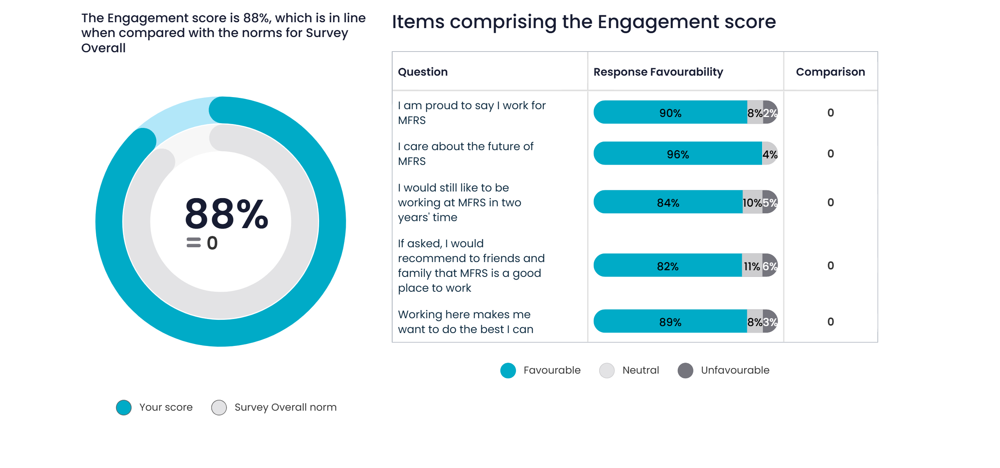 The Engagement score is 88%, which is in line
when compared with the norms for Survey
Overall
88%
= 0
Your score
Survey Overall norm
Items comprising the Engagement score
Question
Response Favourability
Comparison
I am proud to say I work for
MFRS
90%
8%
2%
0
I care about the future of
MFRS
96%
4%
0
I would still like to be
working at MFRS in two
years' time
84%
10%
5%
0
If asked, I would
recommend to friends and
family that MFRS is a good
place to work
82%
11%
6%
0
Working here makes me
want to do the best I can
89%
8%
3%
0
Favourable
Neutral
Unfavourable